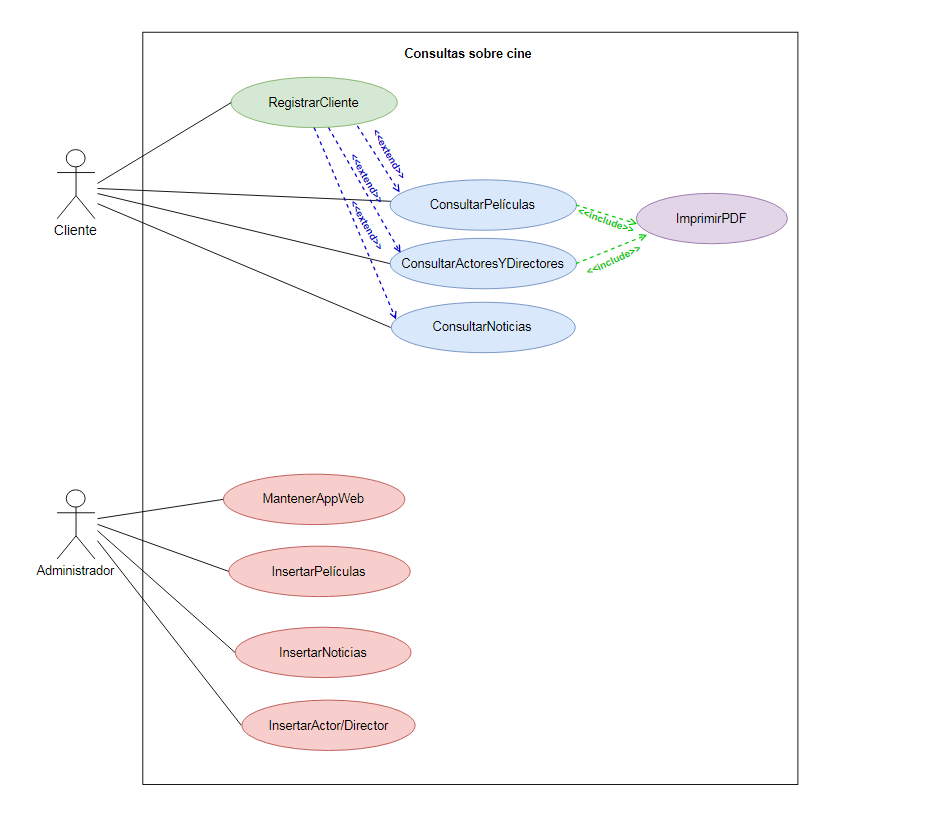 Consultas sobre cine
RegistrarCliente
<<extend>>
<<extend>>
<<extend>>
Cliente
ConsultarPelículas
<<include>>
ImprimirPDF
ConsultarActoresYDirectores
<<include>>
ConsultarNoticias
MantenerAppWeb
Administrador
InsertarPelículas
InsertarNoticias
InsertarActor/Director